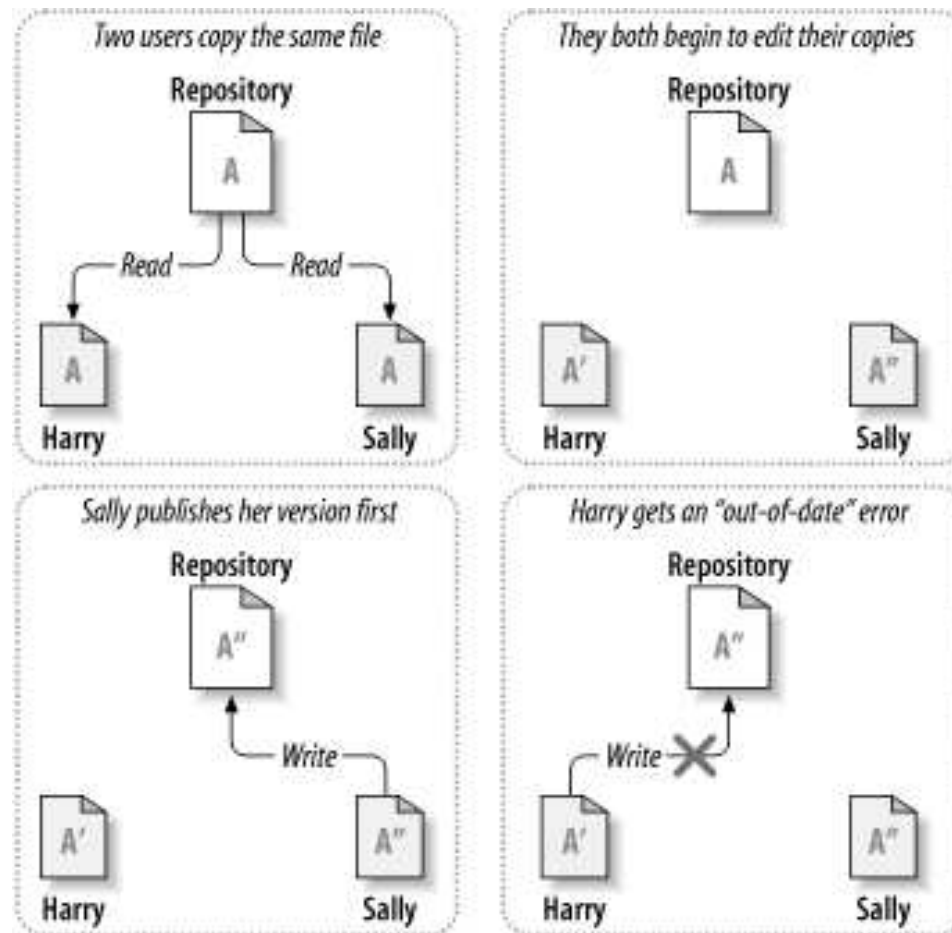 Two users copy the same file
Repository
A
Read
Read
A
A
Harry
Sally
They both begin to edit their copies
Repository
A
A'
A"
Harry
Sally
Sally publishes her version first
Repository
A"
Write
A'
A"
Harry
Sally
Harry gets an “out-of-date” error
Repository
A"
Write
A'
A"
Harry
Sally